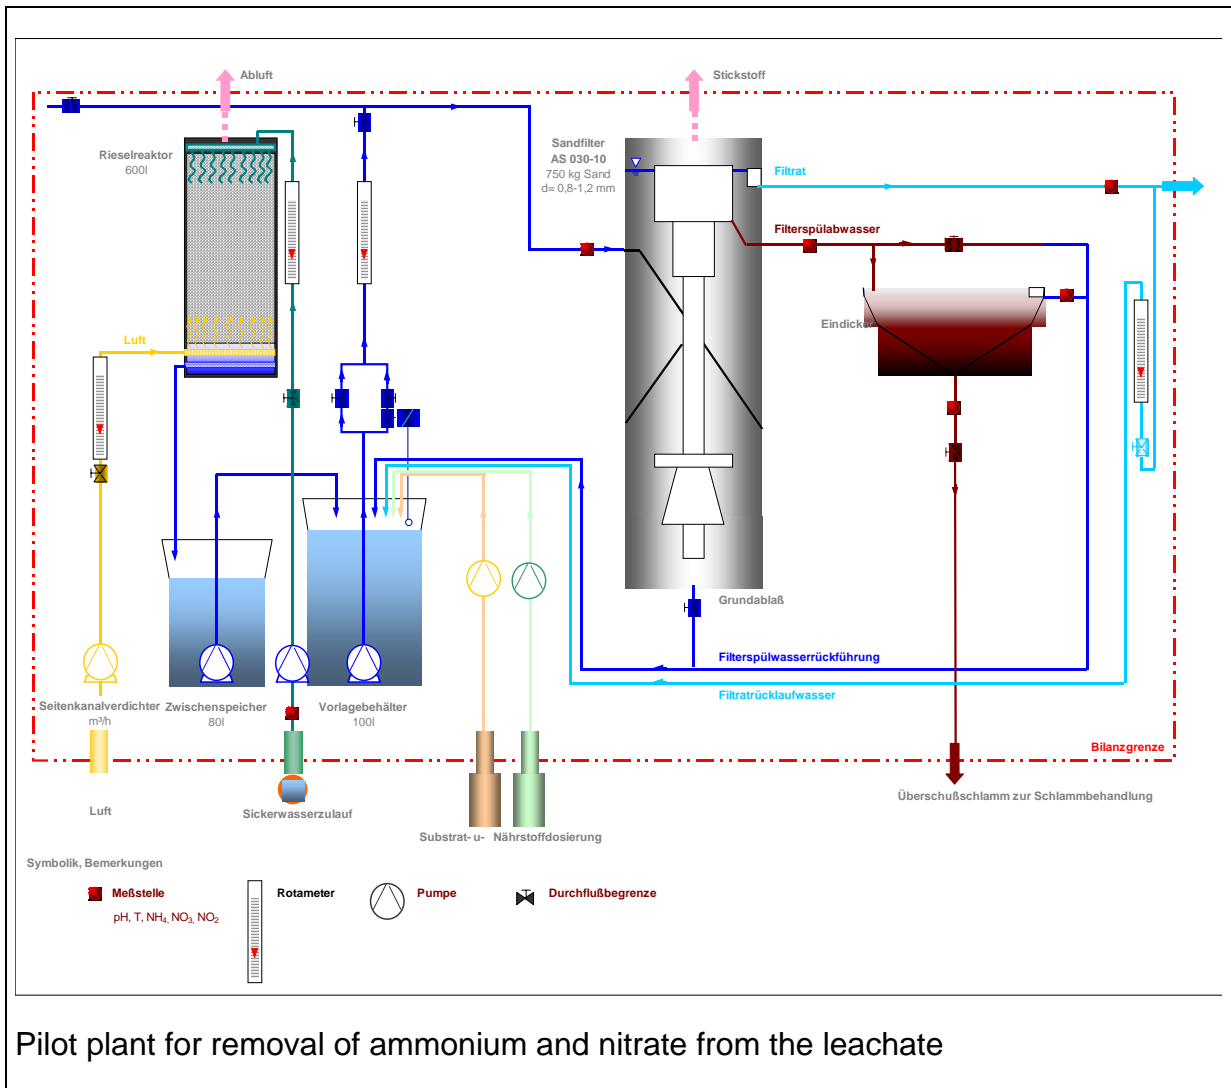 Abluft
Stickstoff
Rieselreaktor
600l
Sandfilter
AS 030-10
750 kg Sand
d= 0,8-1,2 mm
Filtrat
Filterspülabwasser
Eindicker
Luft
Grundablaß
Filterspülwasserrückführung
Filtratrücklaufwasser
Seitenkanalverdichter
m³/h
Zwischenspeicher
80l
Vorlagebehälter
100l
Bilanzgrenze
Luft
Sickerwasserzulauf
Substrat- u- Nährstoffdosierung
Überschußschlamm zur Schlammbehandlung
Symbolik, Bemerkungen
Meßstelle
pH, T, NH₄, NO₃, NO₂
Rotameter
Pumpe
Durchflußbegrenze
Pilot plant for removal of ammonium and nitrate from the leachate